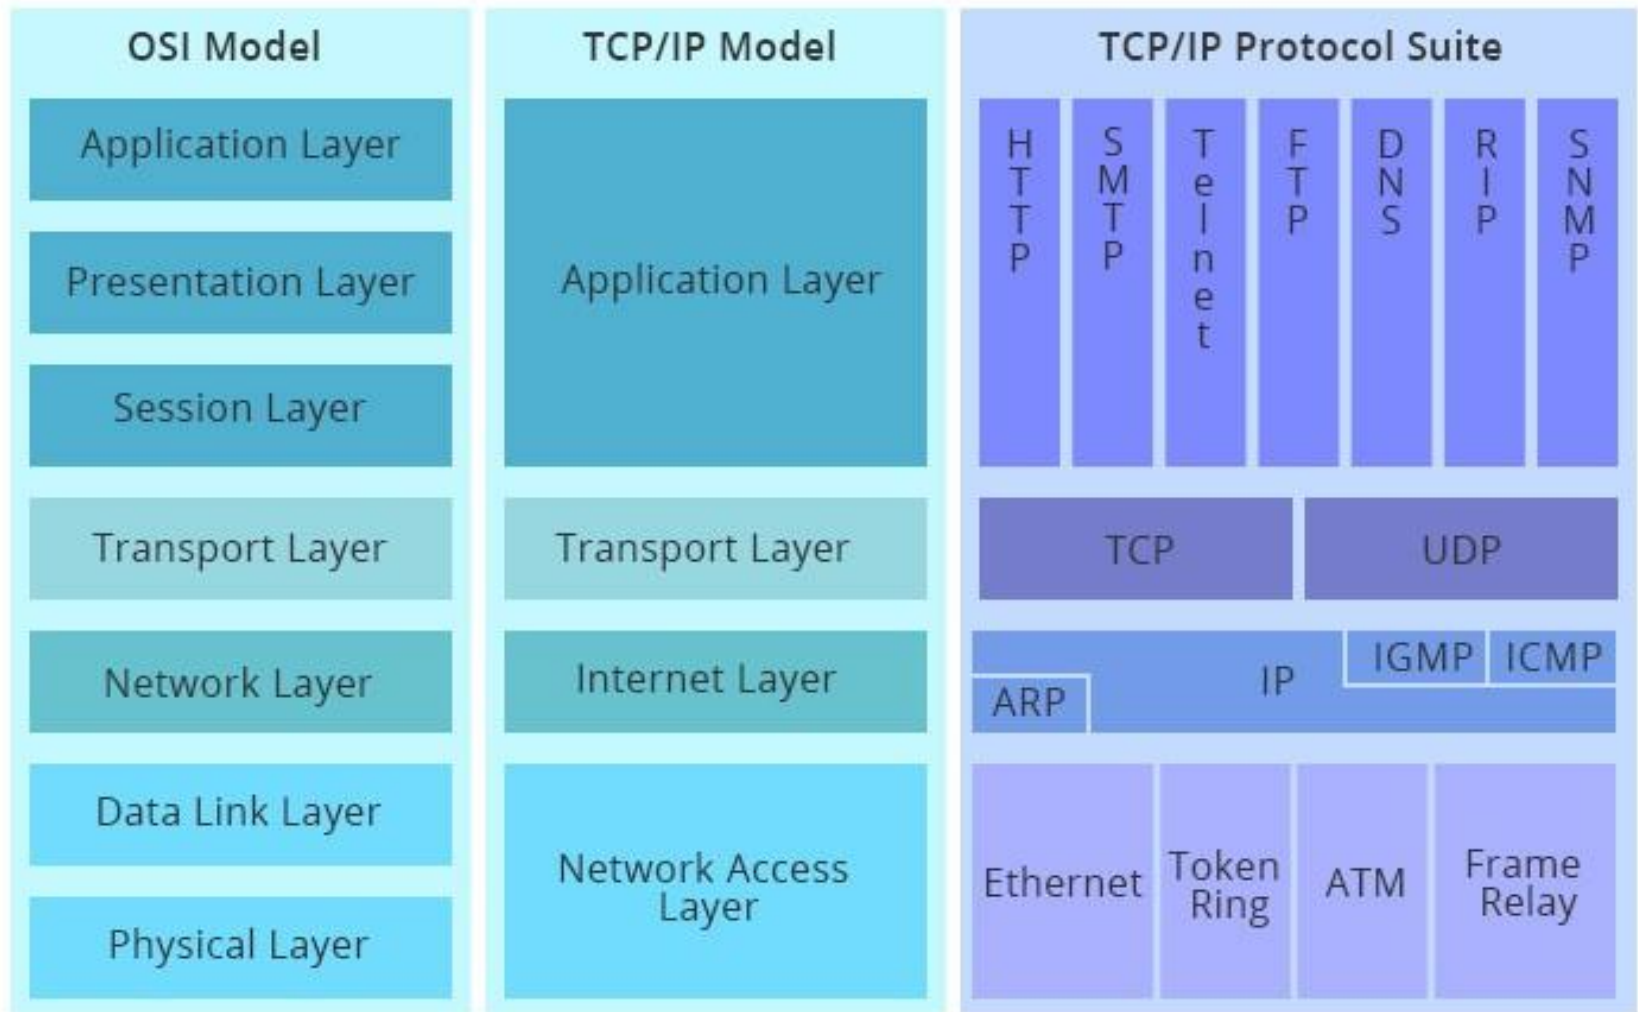 OSI Model
Application Layer
Presentation Layer
Session Layer
Transport Layer
Network Layer
Data Link Layer
Physical Layer
TCP/IP Model
Application Layer
Transport Layer
Internet Layer
Network Access
Layer
TCP/IP Protocol Suite
HTTP
SMTP
Telnet
FTP
DNS
RIP
SNMP
TCP
UDP
IP
IGMP
ICMP
ARP
Ethernet
Token
Ring
ATM
Frame
Relay